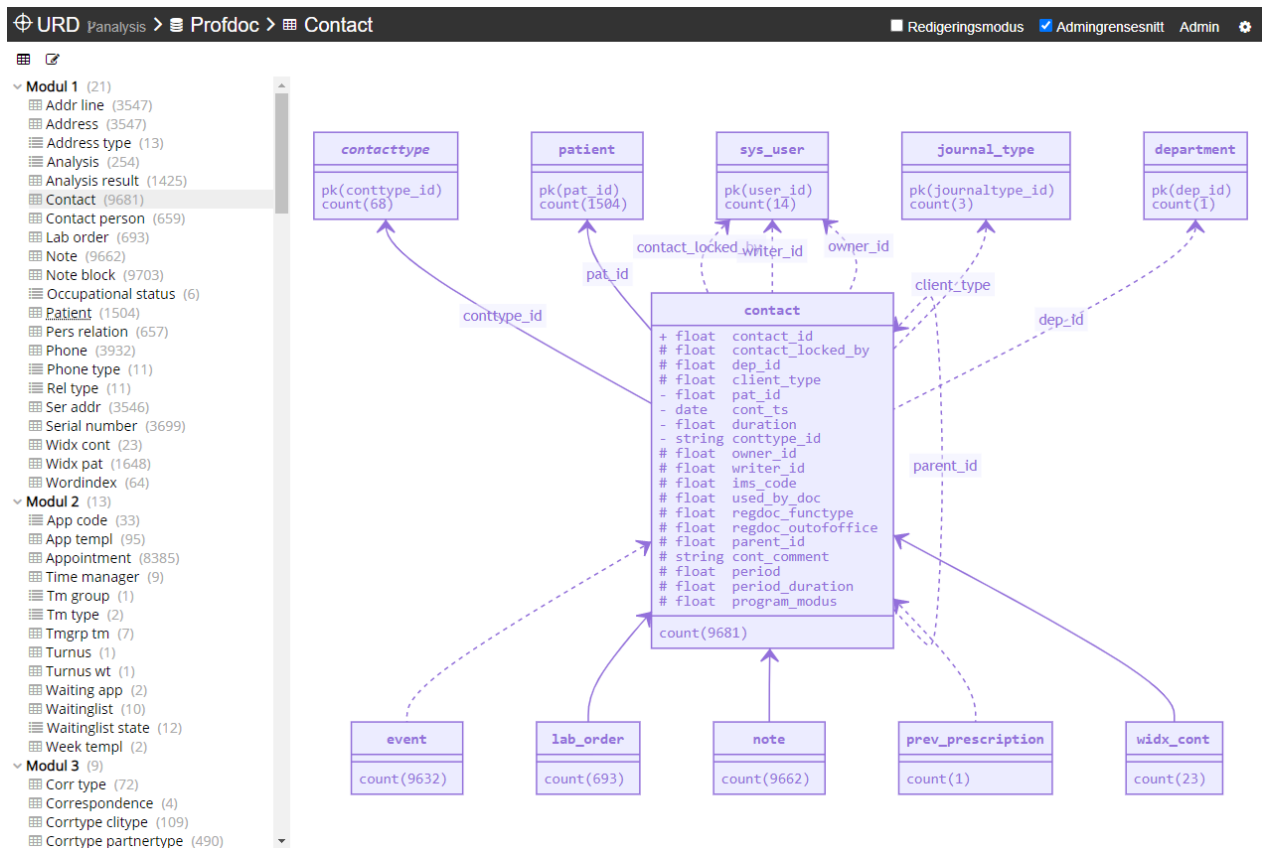 URD analysis > Profdoc > Contact
Redigeringsmodus Admingrensesnitt Admin
Modul 1 (21)
Addr line (3547)
Address (3547)
Address type (13)
Analysis (254)
Analysis result (1425)
Contact (9681)
Contact person (659)
Lab order (693)
Note (9662)
Note block (9703)
Occupational status (6)
Patient (1504)
Pers relation (657)
Phone (3932)
Phone type (11)
Rel type (11)
Ser addr (3546)
Serial number (3699)
Widx cont (23)
Widx pat (1648)
Wordindex (64)
Modul 2 (13)
App code (33)
App templ (95)
Appointment (8385)
Time manager (9)
Tm group (1)
Tm type (2)
Tmgrp tm (7)
Turnus (1)
Turnus wt (1)
Waiting app (2)
Waitinglist (10)
Waitinglist state (12)
Week templ (2)
Modul 3 (9)
Corr type (72)
Correspondence (4)
Corrtype clitype (109)
Corrtype partnertype (490)
contacttype
pk(conttype_id)
count(68)
patient
pk(pat_id)
count(1504)
sys_user
pk(user_id)
count(14)
journal_type
pk(journaltype_id)
count(3)
department
pk(dep_id)
count(1)
conttype_id
pat_id
contact_locked_by
writer_id
owner_id
client_type
dep_id
parent_id
contact
+ float contact_id
# float contact_locked_by
# float dep_id
# float client_type
- float pat_id
- date cont_ts
- float duration
- string conttype_id
# float owner_id
# float writer_id
# float ims_code
# float used_by_doc
# float regdoc_functype
# float regdoc_outofoffice
# float parent_id
# string cont_comment
# float period
# float period_duration
# float program_modus
count(9681)
event
count(9632)
lab_order
count(693)
note
count(9662)
prev_prescription
count(1)
widx_cont
count(23)